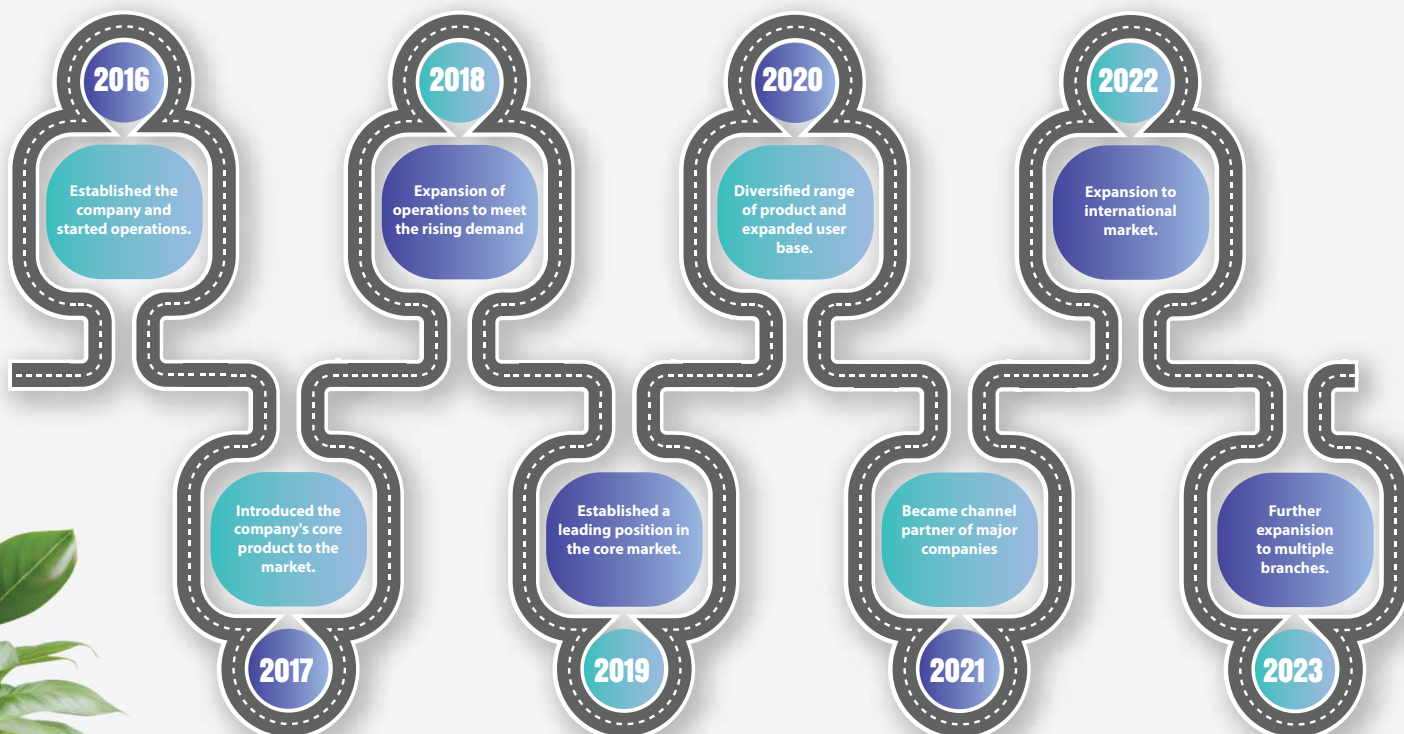 2016
Established the
company and
started operations.
2018
Expansion of
operations to meet
the rising demand
2020
Diversified range
of product and
expanded user
base.
2022
Expansion to
international
market.
Introduced the
company's core
product to the
market.
2017
Established a
leading position in
the core market.
2019
Became channel
partner of major
companies
2021
Further
expanision
to multiple
branches.
2023